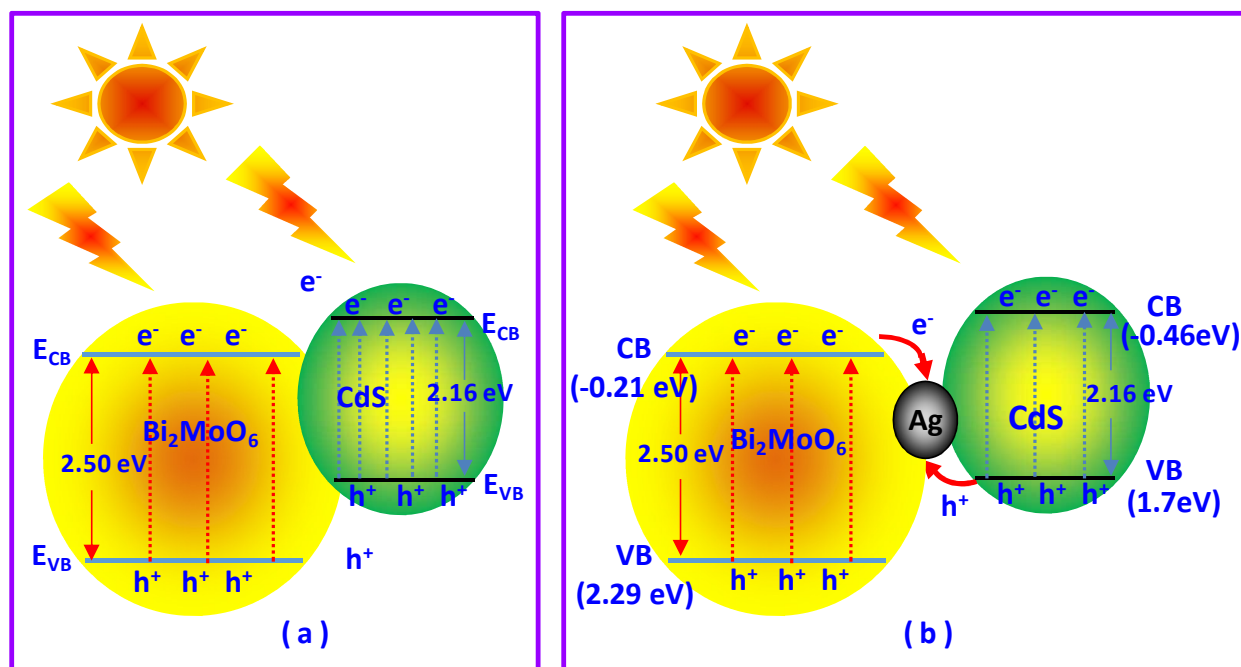 e⁻
e⁻ e⁻ e⁻ e⁻
e⁻ e⁻ e⁻
E_CB
E_CB
CdS
2.16 eV
Bi₂MoO₆
2.50 eV
E_VB
h⁺ h⁺ h⁺
E_VB
h⁺
h⁺ h⁺ h⁺
( a )
e⁻ e⁻ e⁻
CB
(-0.46eV)
e⁻
e⁻ e⁻ e⁻
CB
(-0.21 eV)
2.16 eV
Ag
CdS
Bi₂MoO₆
2.50 eV
VB
(1.7eV)
h⁺ h⁺ h⁺
h⁺
VB
(2.29 eV)
h⁺ h⁺ h⁺
( b )